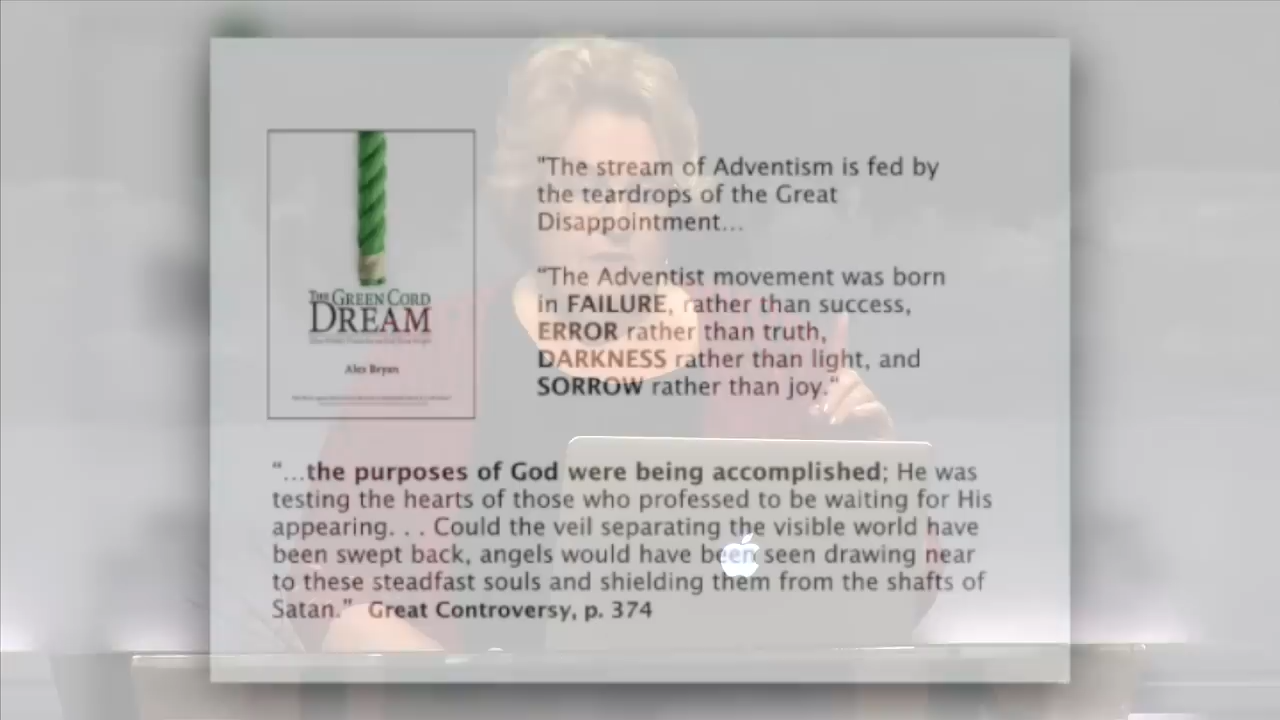 THE GREEN CORD
DREAM
Alex Bryan
"The stream of Adventism is fed by
the teardrops of the Great
Disappointment...
"The Adventist movement was born
in FAILURE, rather than success,
ERROR rather than truth,
DARKNESS rather than light, and
SORROW rather than joy."
"...the purposes of God were being accomplished; He was
testing the hearts of those who professed to be waiting for His
appearing. . . Could the veil separating the visible world have
been swept back, angels would have been seen drawing near
to these steadfast souls and shielding them from the shafts of
Satan." Great Controversy, p. 374